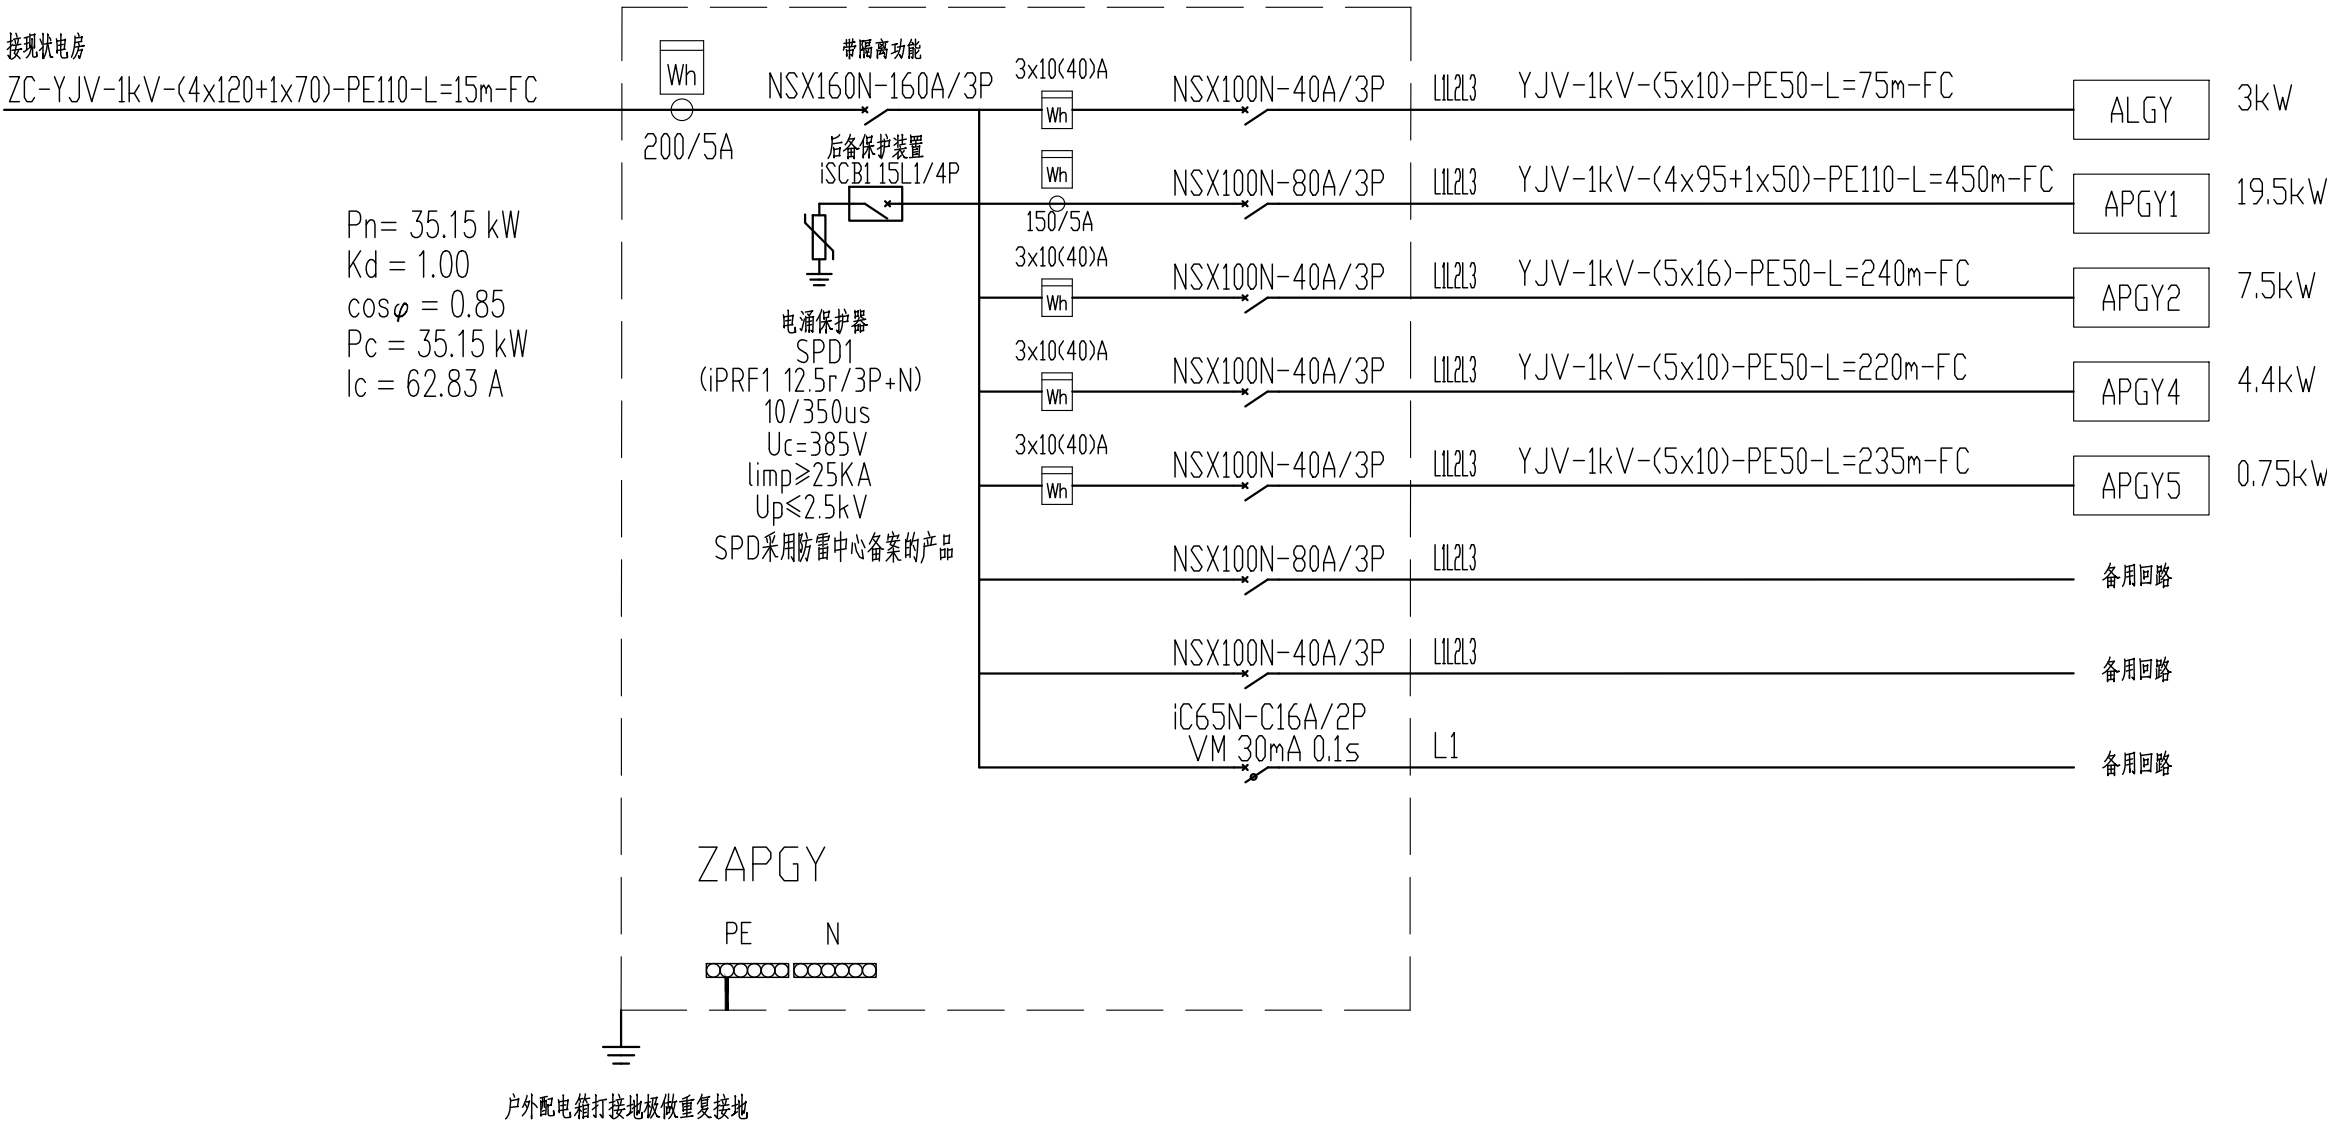 接现状电房
ZC-YJV-1kV-(4x120+1x70)-PE110-L=15m-FC
Wh
200/5A
带隔离功能
NSX160N-160A/3P
后备保护装置
iSCB1 15L1/4P
Pn= 35.15 kW
Kd = 1.00
cosφ = 0.85
Pc = 35.15 kW
Ic = 62.83 A
电涌保护器
SPD1
(iPRF1 12.5r/3P+N)
10/350us
Uc=385V
limp≥25KA
Up≤2.5kV
SPD采用防雷中心备案的产品
3x10(40)A
Wh
NSX100N-40A/3P
L1L2L3
YJV-1kV-(5x10)-PE50-L=75m-FC
ALGY
3kW
Wh
150/5A
NSX100N-80A/3P
L1L2L3
YJV-1kV-(4x95+1x50)-PE110-L=450m-FC
APGY1
19.5kW
3x10(40)A
Wh
NSX100N-40A/3P
L1L2L3
YJV-1kV-(5x16)-PE50-L=240m-FC
APGY2
7.5kW
3x10(40)A
Wh
NSX100N-40A/3P
L1L2L3
YJV-1kV-(5x10)-PE50-L=220m-FC
APGY4
4.4kW
3x10(40)A
Wh
NSX100N-40A/3P
L1L2L3
YJV-1kV-(5x10)-PE50-L=235m-FC
APGY5
0.75kW
NSX100N-80A/3P
L1L2L3
备用回路
NSX100N-40A/3P
L1L2L3
备用回路
iC65N-C16A/2P
VM 30mA 0.1s
L1
备用回路
ZAPGY
PE
N
户外配电箱打接地极做重复接地